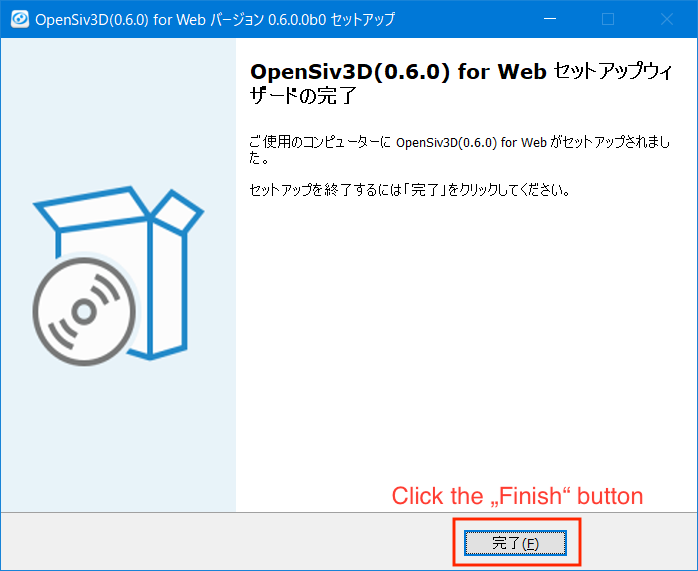 OpenSiv3D(0.6.0) for Web バージョン 0.6.0.0b0 セットアップ
OpenSiv3D(0.6.0) for Web セットアップウィ
ザードの完了
ご使用のコンピューターに OpenSiv3D(0.6.0) for Web がセットアップされまし
た。
セットアップを終了するには「完了」をクリックしてください。
Click the „Finish“ button
完了(F)